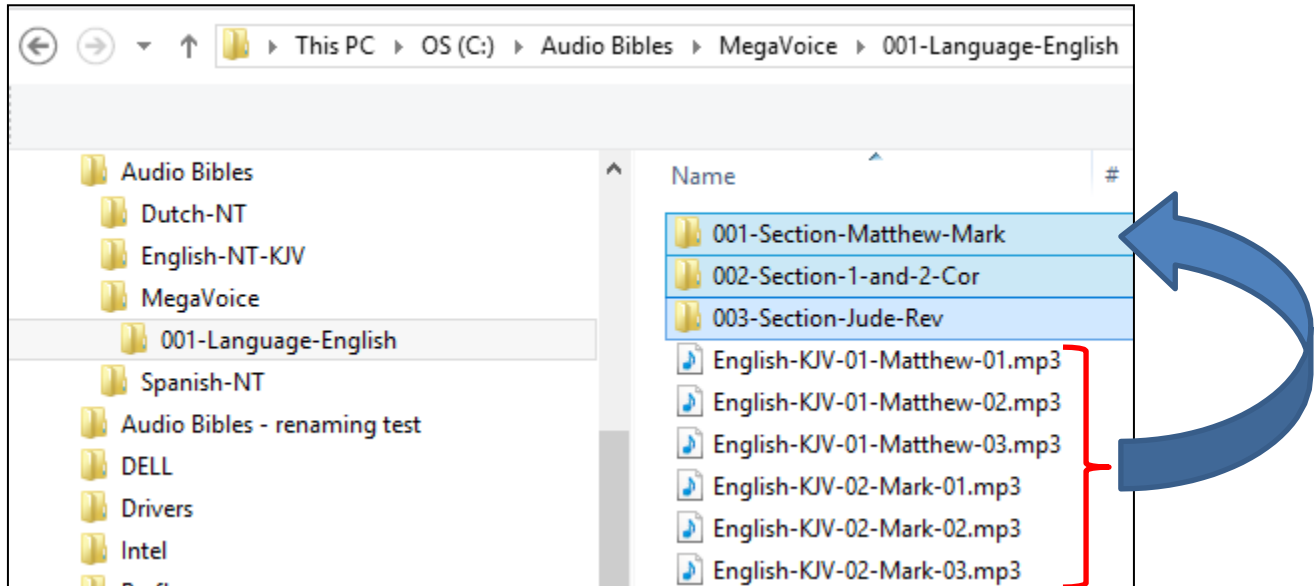 This PC OS (C:) Audio Bibles MegaVoice 001-Language-English
Audio Bibles
Dutch-NT
English-NT-KJV
MegaVoice
001-Language-English
Spanish-NT
Audio Bibles - renaming test
DELL
Drivers
Intel
Name #
001-Section-Matthew-Mark
002-Section-1-and-2-Cor
003-Section-Jude-Rev
English-KJV-01-Matthew-01.mp3
English-KJV-01-Matthew-02.mp3
English-KJV-01-Matthew-03.mp3
English-KJV-02-Mark-01.mp3
English-KJV-02-Mark-02.mp3
English-KJV-02-Mark-03.mp3